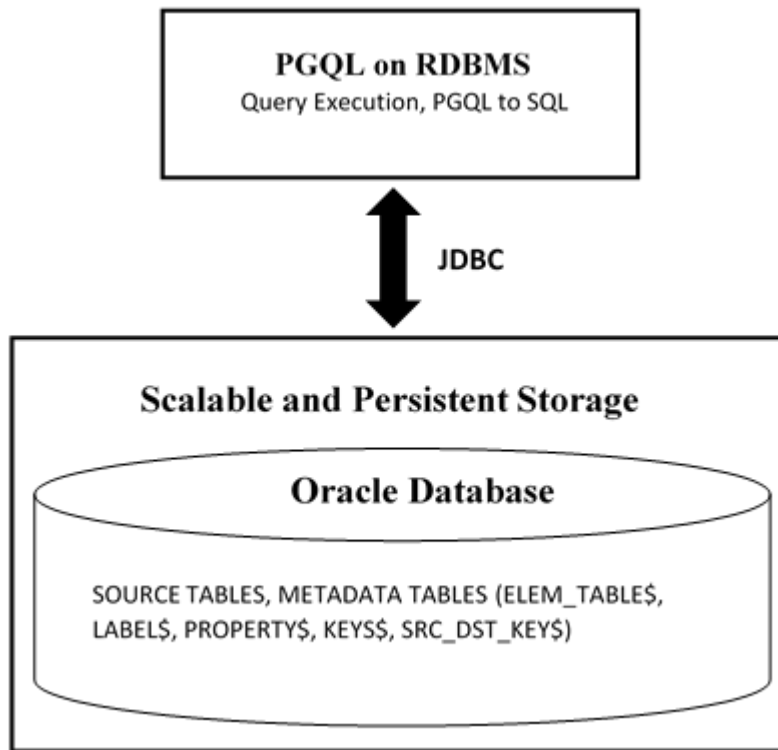 PGQL on RDBMS
Query Execution, PGQL to SQL
JDBC
Scalable and Persistent Storage
Oracle Database
SOURCE TABLES, METADATA TABLES (ELEM_TABLE$,
LABEL$, PROPERTY$, KEYS$, SRC_DST_KEY$)